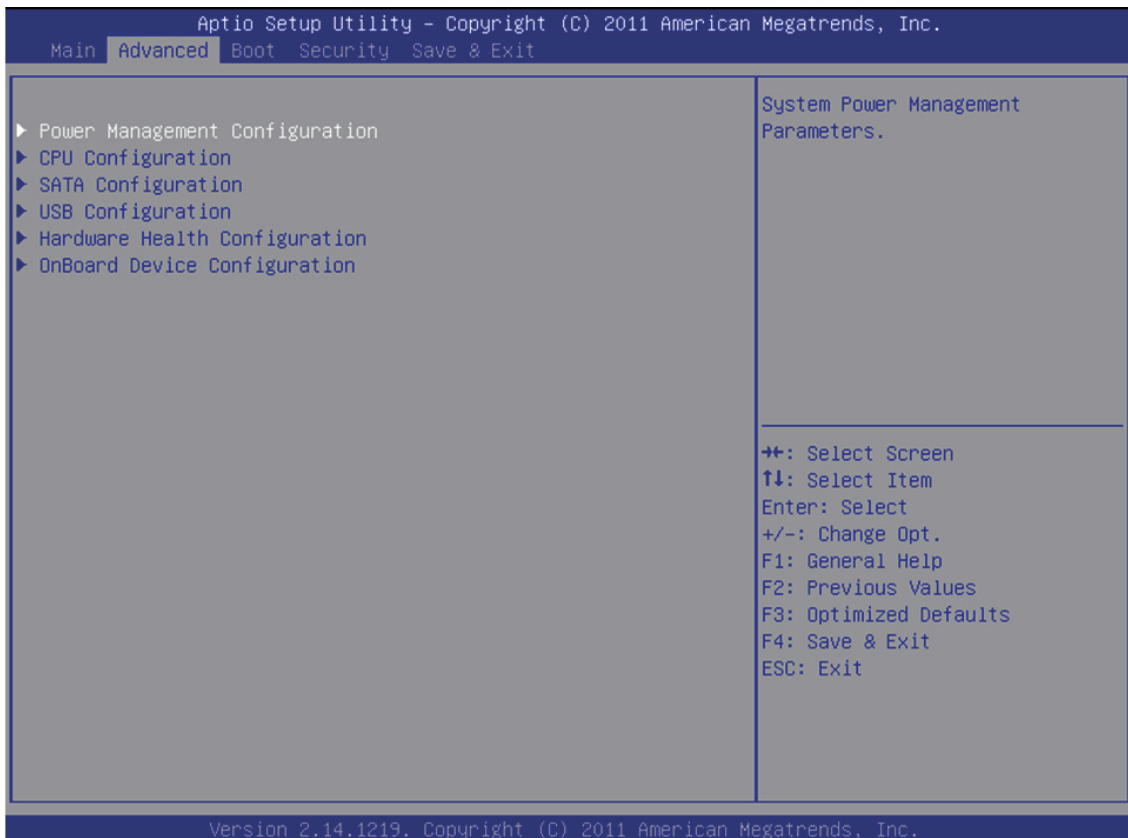 Aptio Setup Utility – Copyright (C) 2011 American Megatrends, Inc.
Main Advanced Boot Security Save & Exit
▶ Power Management Configuration
▶ CPU Configuration
▶ SATA Configuration
▶ USB Configuration
▶ Hardware Health Configuration
▶ OnBoard Device Configuration
System Power Management
Parameters.
→←: Select Screen
↑↓: Select Item
Enter: Select
+/-: Change Opt.
F1: General Help
F2: Previous Values
F3: Optimized Defaults
F4: Save & Exit
ESC: Exit
Version 2.14.1219. Copyright (C) 2011 American Megatrends, Inc.